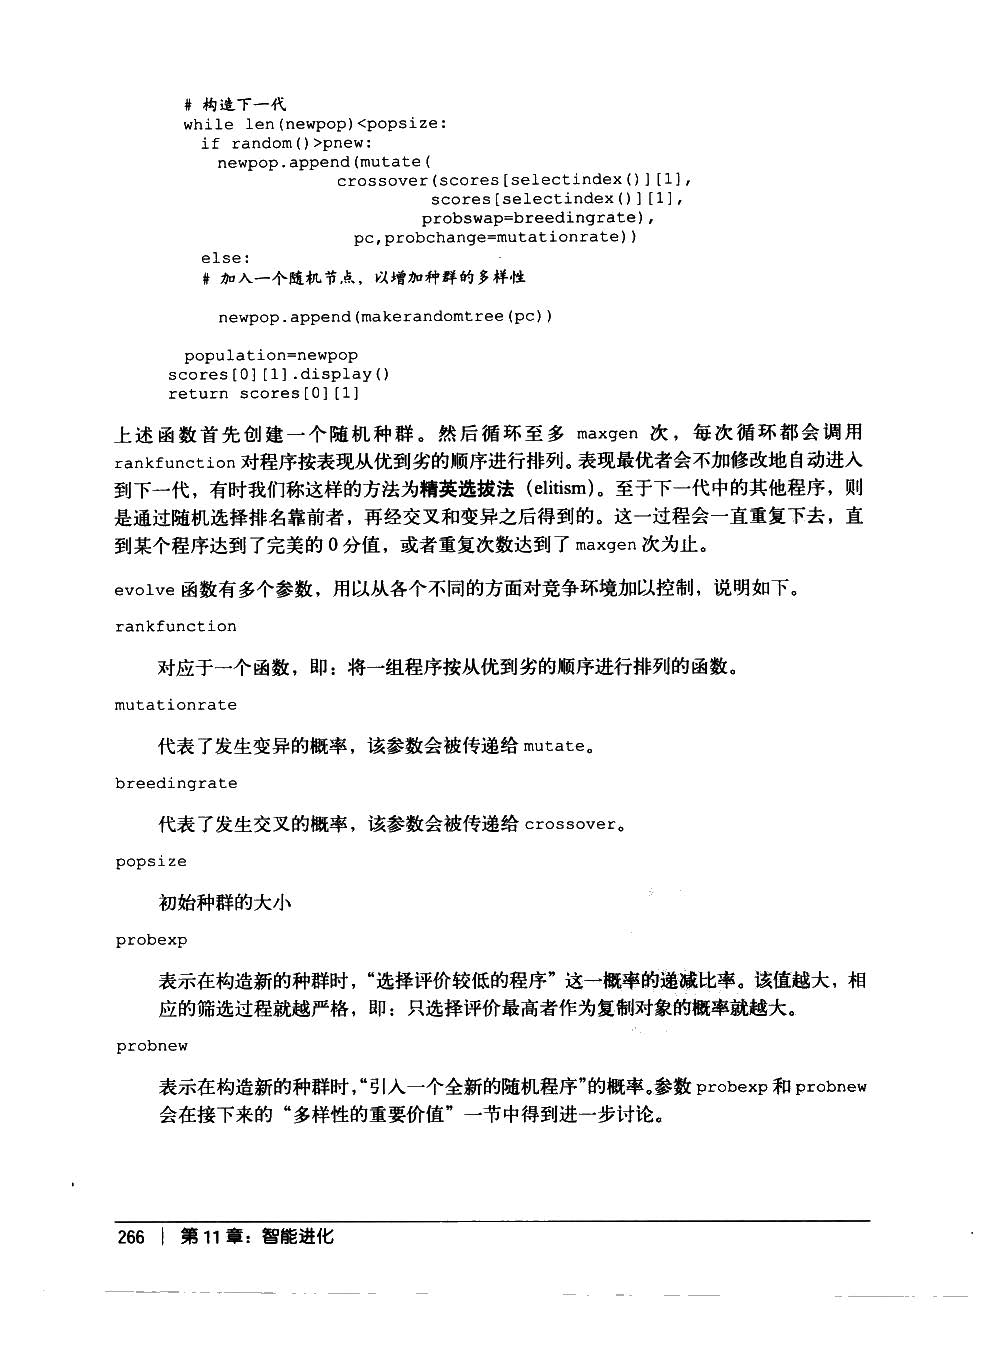 # 构造下一代
while len(newpop)<popsize:
if random()>pnew:
newpop.append(mutate(
crossover(scores[selectindex()][1],
scores[selectindex()][1],
probswap=breedingrate),
pc,probchange=mutationrate))
else:
# 加入一个随机节点，以增加种群的多样性
newpop.append(makerandomtree(pc))
population=newpop
scores[0][1].display()
return scores[0][1]
上述函数首先创建一个随机种群。然后循环至多 maxgen 次，每次循环都会调用
rankfunction 对程序按表现从优到劣的顺序进行排列。表现最优者会不加修改地自动进入
到下一代，有时我们称这样的方法为精英选拔法（elitism）。至于下一代中的其他程序，则
是通过随机选择排名靠前者，再经交叉和变异之后得到的。这一过程会一直重复下去，直
到某个程序达到了完美的 0 分值，或者重复次数达到了 maxgen 次为止。
evolve 函数有多个参数，用以从各个不同的方面对竞争环境加以控制，说明如下。
rankfunction
对应于一个函数，即：将一组程序按从优到劣的顺序进行排列的函数。
mutationrate
代表了发生变异的概率，该参数会被传递给 mutate。
breedingrate
代表了发生交叉的概率，该参数会被传递给 crossover。
popsize
初始种群的大小
probexp
表示在构造新的种群时，“选择评价较低的程序”这一概率的递减比率。该值越大，相
应的筛选过程就越严格，即：只选择评价最高者作为复制对象的概率就越大。
probnew
表示在构造新的种群时，“引入一个全新的随机程序”的概率。参数 probexp 和 probnew
会在接下来的“多样性的重要价值”一节中得到进一步讨论。
266 | 第 11 章：智能进化